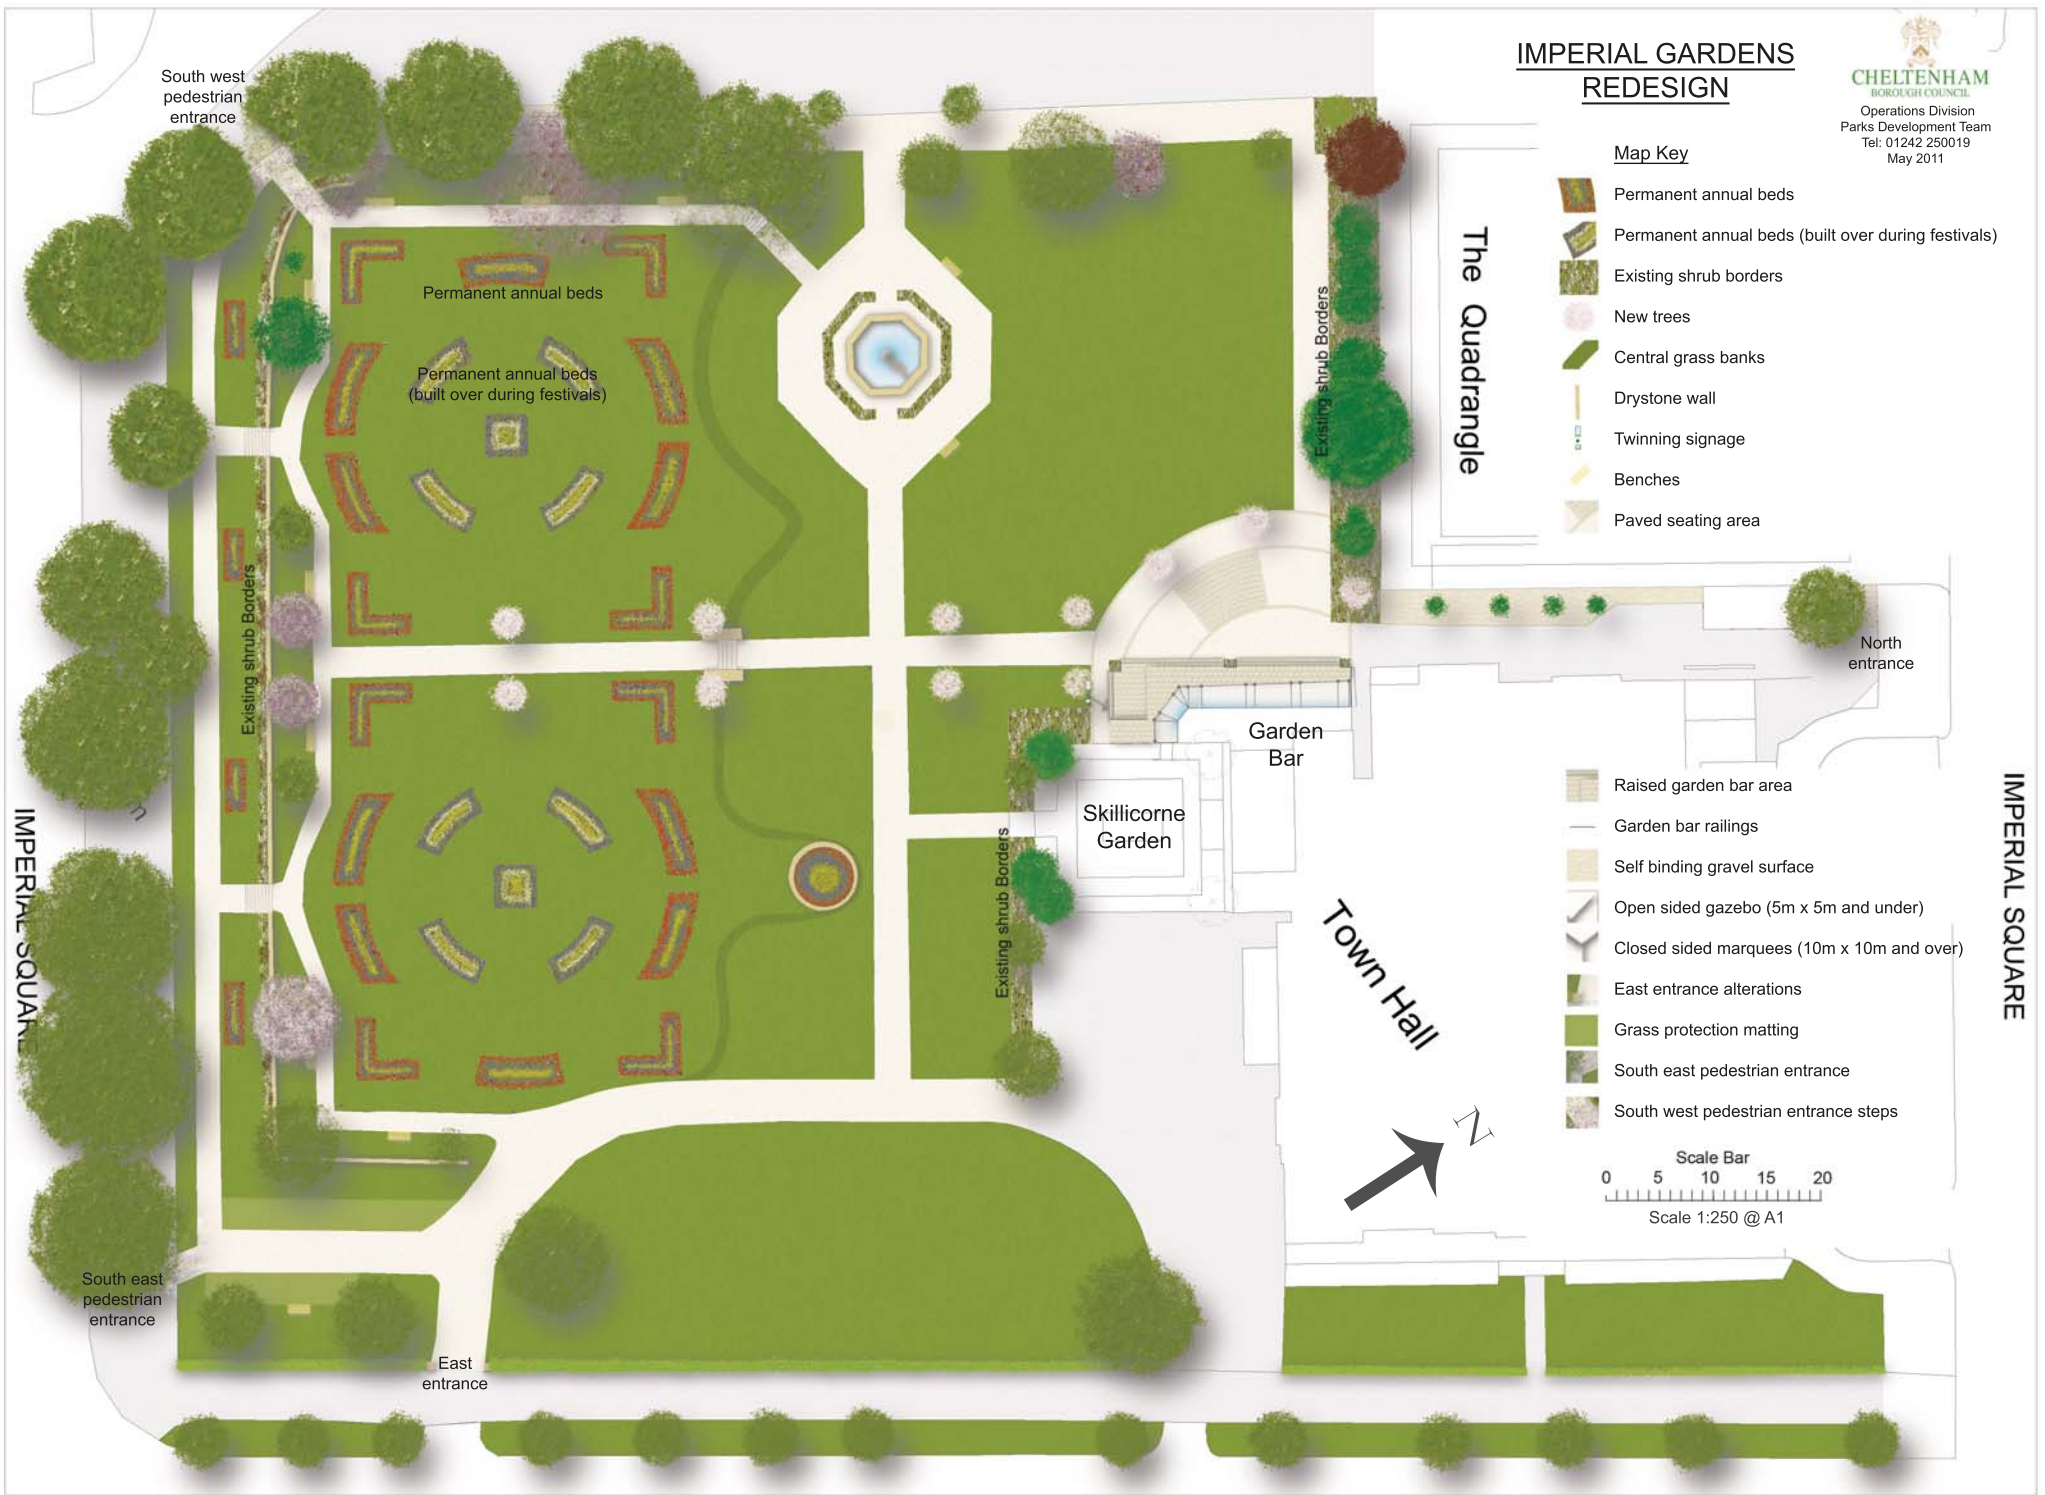 IMPERIAL GARDENS
REDESIGN
CHELTENHAM
BOROUGH COUNCIL
Operations Division
Parks Development Team
Tel: 01242 250019
May 2011
Map Key
Permanent annual beds
Permanent annual beds (built over during festivals)
Existing shrub borders
New trees
Central grass banks
Drystone wall
Twinning signage
Benches
Paved seating area
Raised garden bar area
Garden bar railings
Self binding gravel surface
Open sided gazebo (5m x 5m and under)
Closed sided marquees (10m x 10m and over)
East entrance alterations
Grass protection matting
South east pedestrian entrance
South west pedestrian entrance steps
Scale Bar
0 5 10 15 20
Scale 1:250 @ A1
N
South west
pedestrian
entrance
Permanent annual beds
Permanent annual beds
(built over during festivals)
Existing shrub Borders
Existing shrub Borders
Existing shrub Borders
The Quadrangle
North
entrance
Garden
Bar
Skillicorne
Garden
Town Hall
IMPERIAL SQUARE
IMPERIAL SQUARE
n
South east
pedestrian
entrance
East
entrance